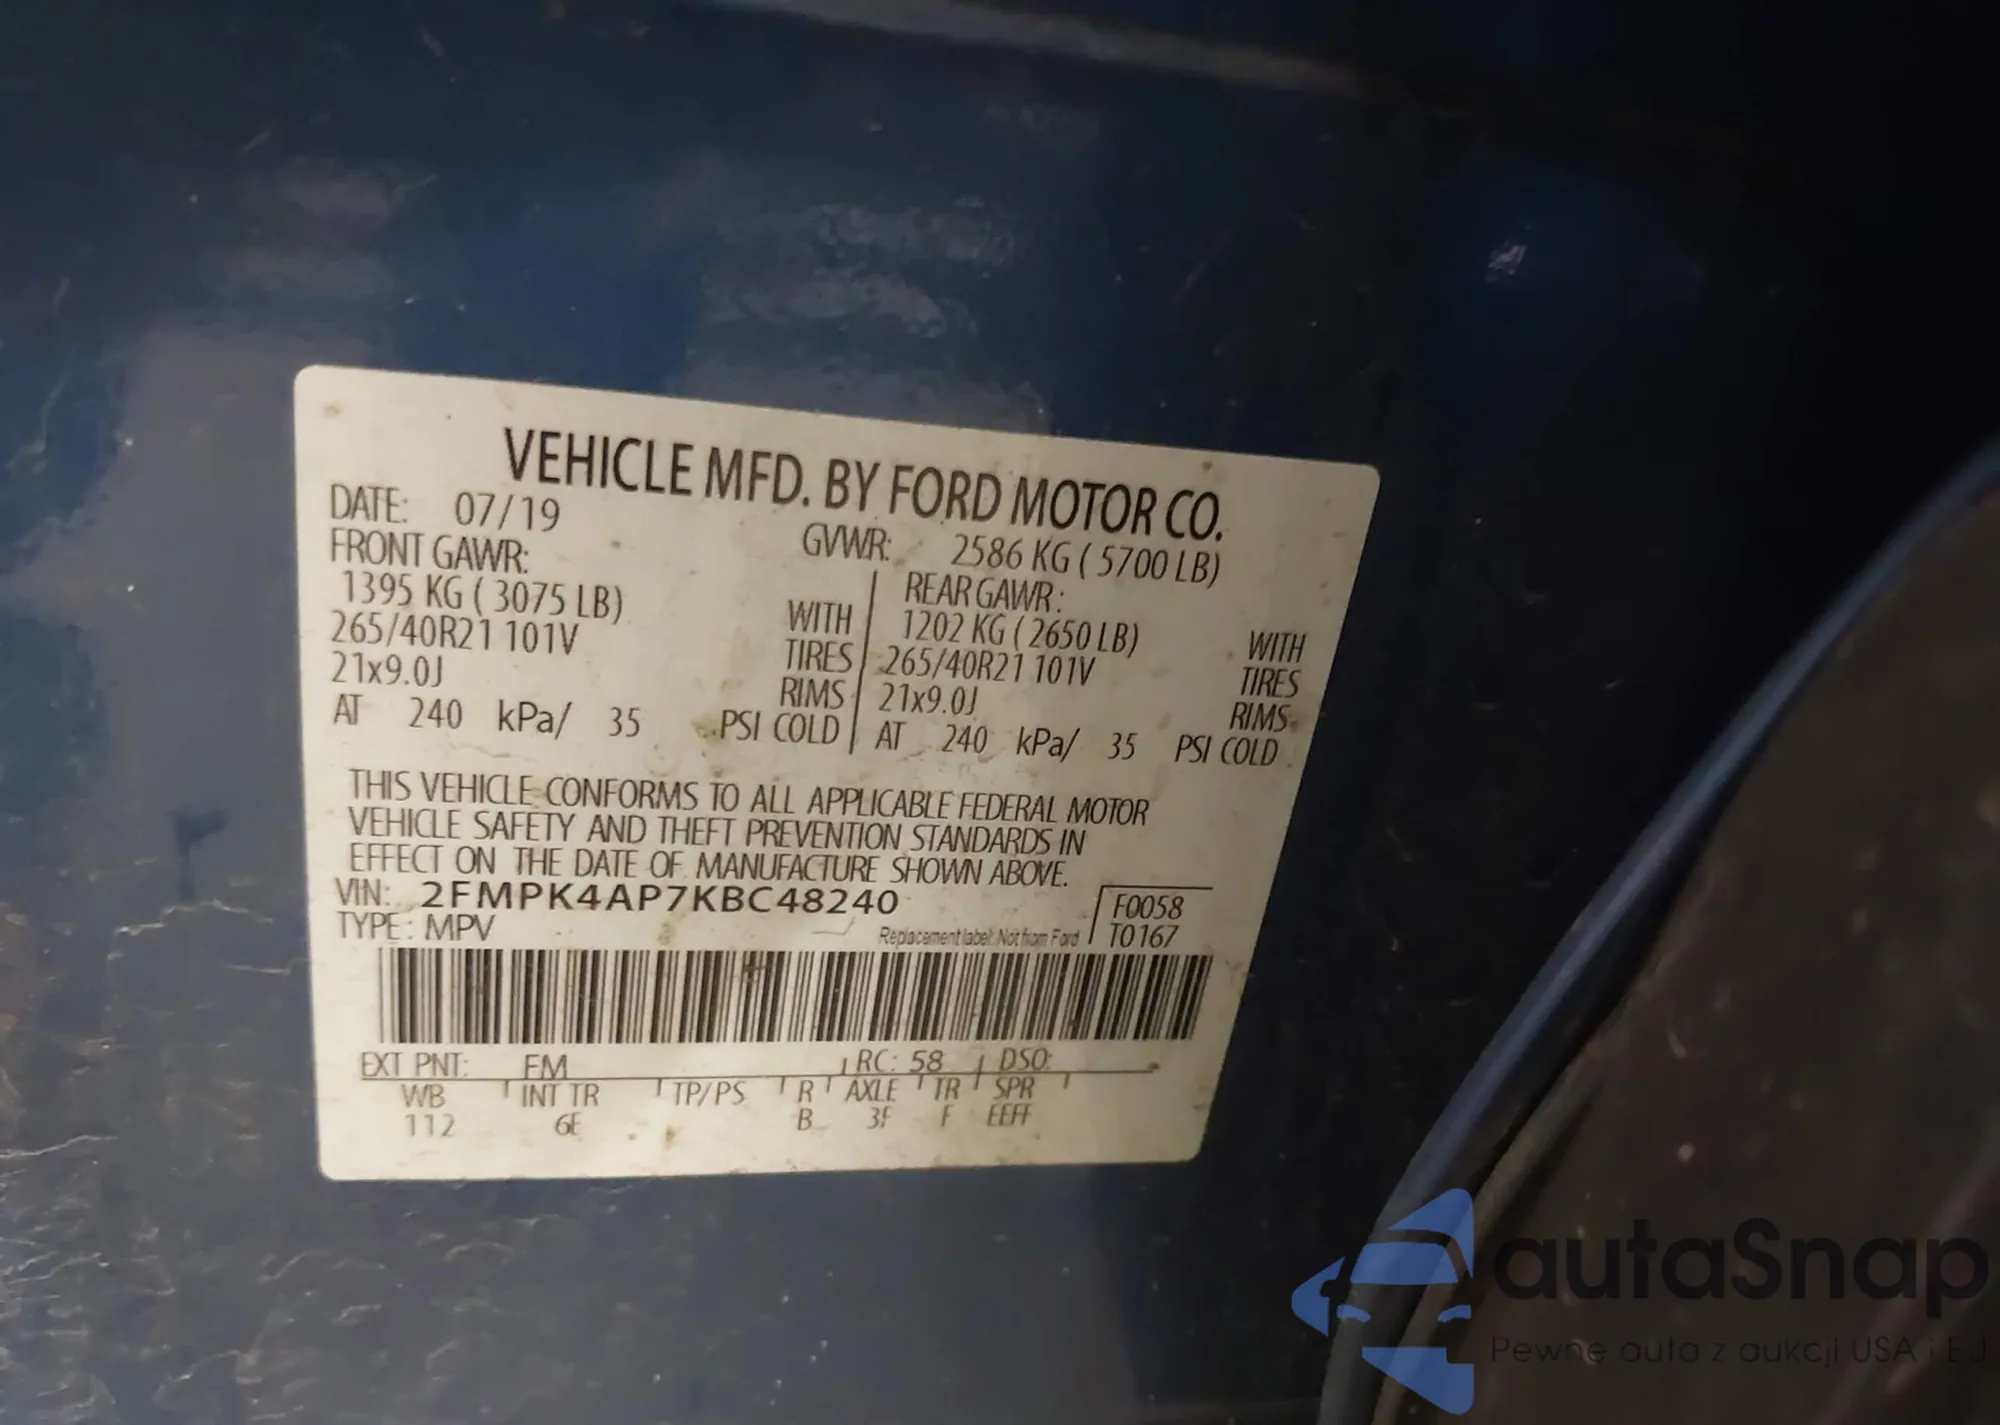 VEHICLE MFD. BY FORD MOTOR CO.
DATE: 07/19 GVWR: 2586 KG ( 5700 LB)
FRONT GAWR: REAR GAWR:
1395 KG ( 3075 LB) WITH 1202 KG ( 2650 LB) WITH
265/40R21 101V TIRES 265/40R21 101V TIRES
21x9.0J RIMS 21x9.0J RIMS
AT 240 kPa/ 35 PSI COLD AT 240 kPa/ 35 PSI COLD
THIS VEHICLE CONFORMS TO ALL APPLICABLE FEDERAL MOTOR
VEHICLE SAFETY AND THEFT PREVENTION STANDARDS IN
EFFECT ON THE DATE OF MANUFACTURE SHOWN ABOVE.
VIN: 2FMPK4AP7KBC48240 F0058
TYPE: MPV Replacement label: Not from Ford T0167
EXT PNT: FM RC: 58 DSO:
WB INT TR TP/PS R AXLE TR SPR
112 6E B 3F F EEFF
autaSnap
Pewne auta z aukcji USA i EU